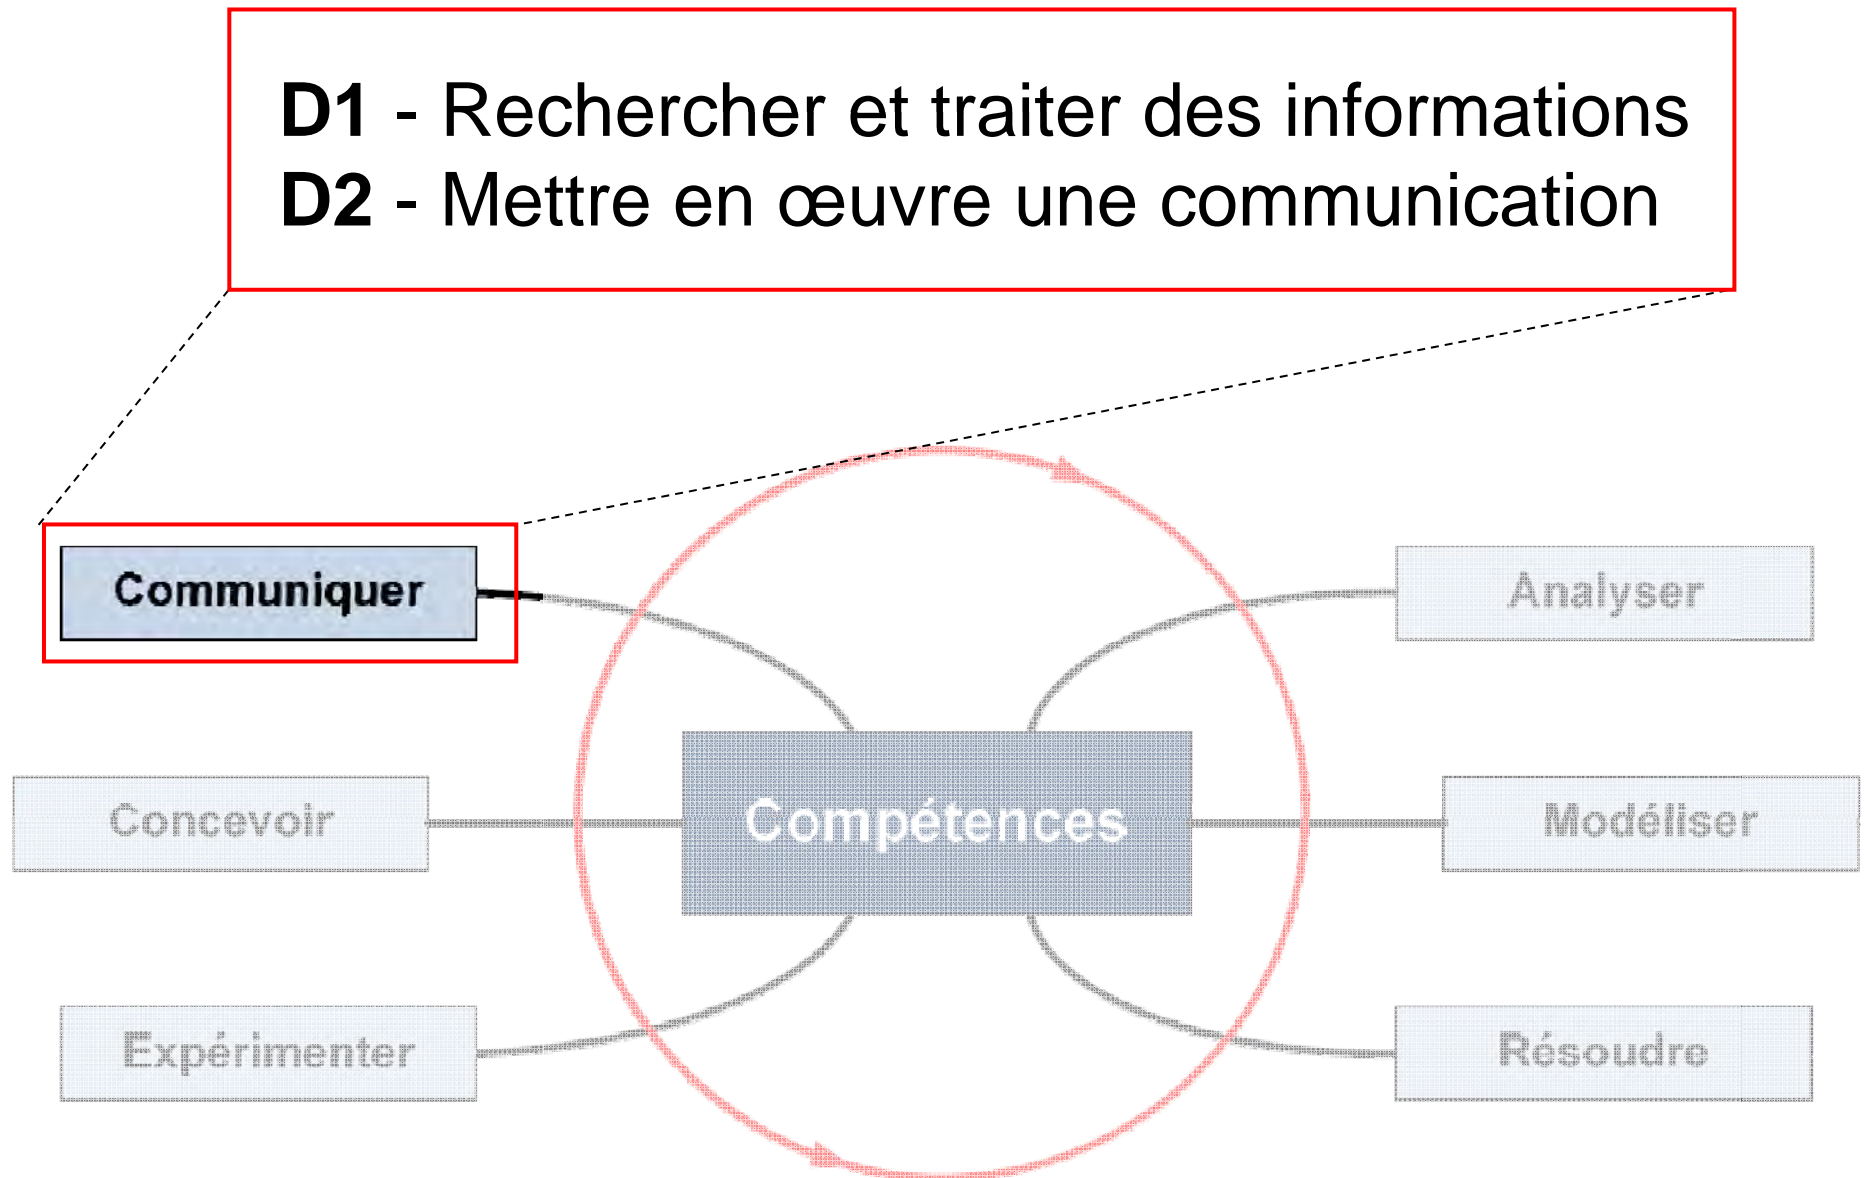 D1 - Rechercher et traiter des informations
D2 - Mettre en œuvre une communication
Communiquer
Analyser
Concevoir
Compétences
Modéliser
Expérimenter
Résoudre